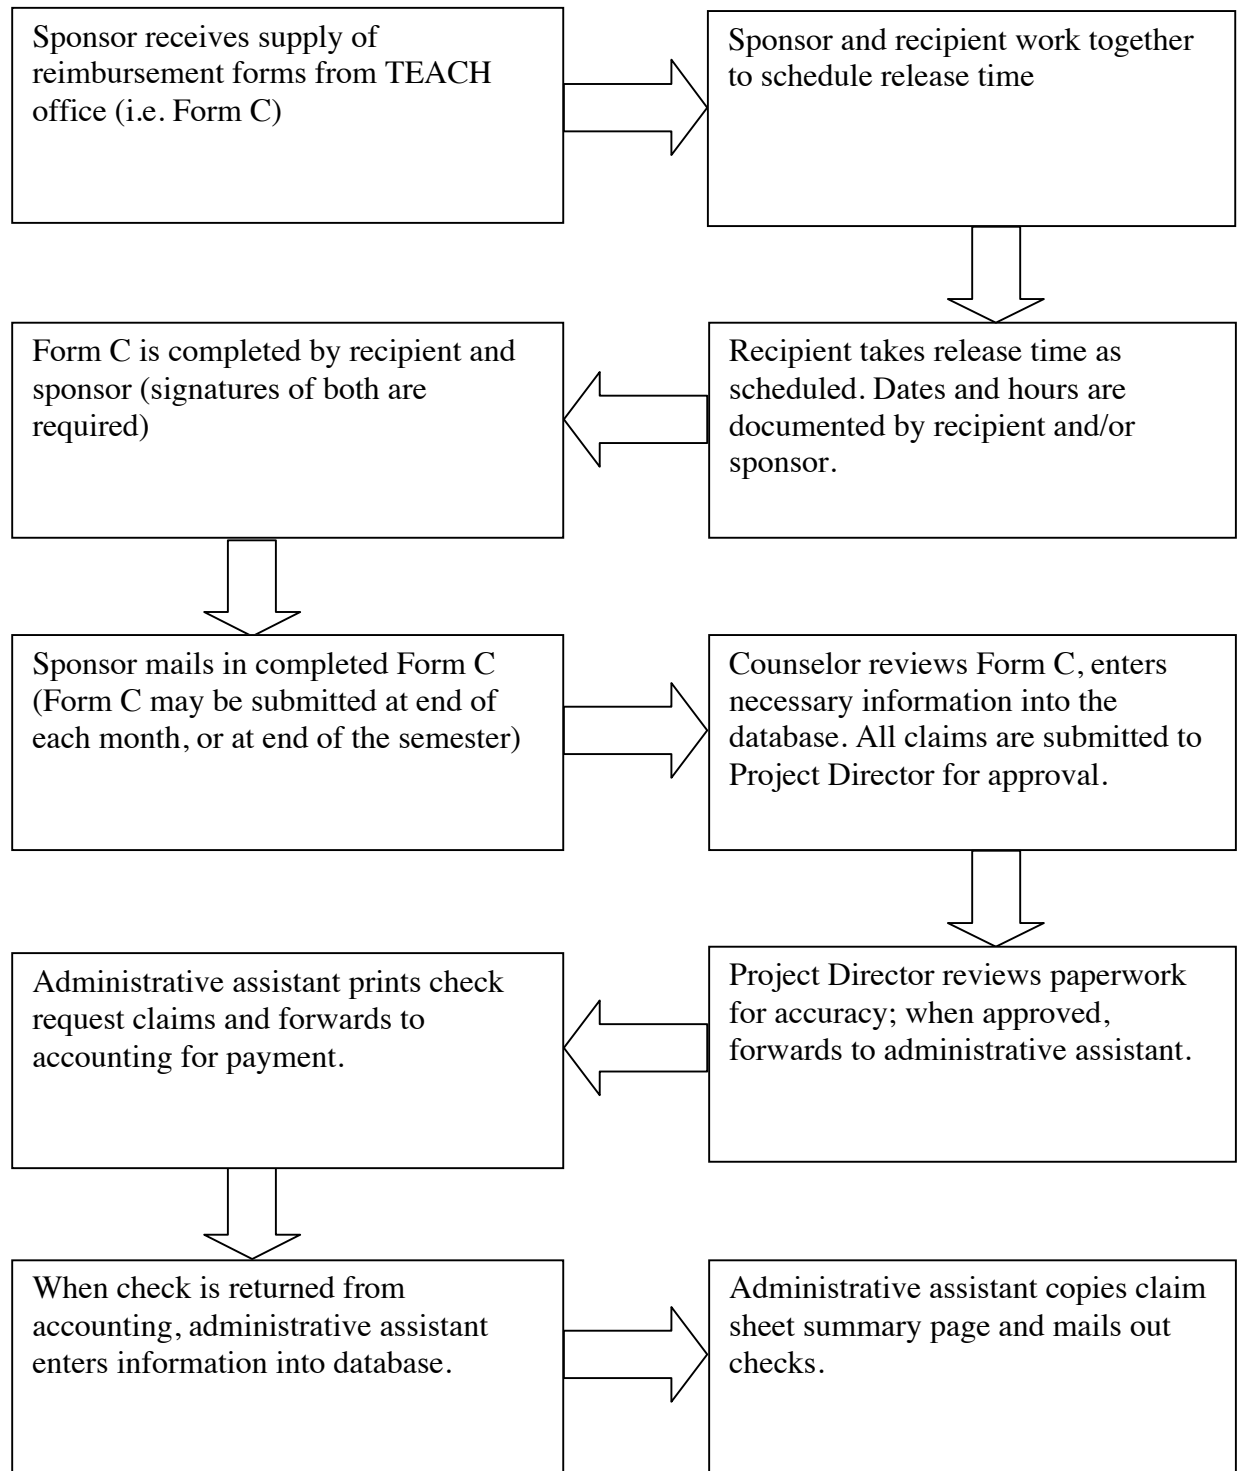 Sponsor receives supply of
reimbursement forms from TEACH
office (i.e. Form C)
Sponsor and recipient work together
to schedule release time
Recipient takes release time as
scheduled. Dates and hours are
documented by recipient and/or
sponsor.
Form C is completed by recipient and
sponsor (signatures of both are
required)
Sponsor mails in completed Form C
(Form C may be submitted at end of
each month, or at end of the semester)
Counselor reviews Form C, enters
necessary information into the
database. All claims are submitted to
Project Director for approval.
Project Director reviews paperwork
for accuracy; when approved,
forwards to administrative assistant.
Administrative assistant prints check
request claims and forwards to
accounting for payment.
When check is returned from
accounting, administrative assistant
enters information into database.
Administrative assistant copies claim
sheet summary page and mails out
checks.